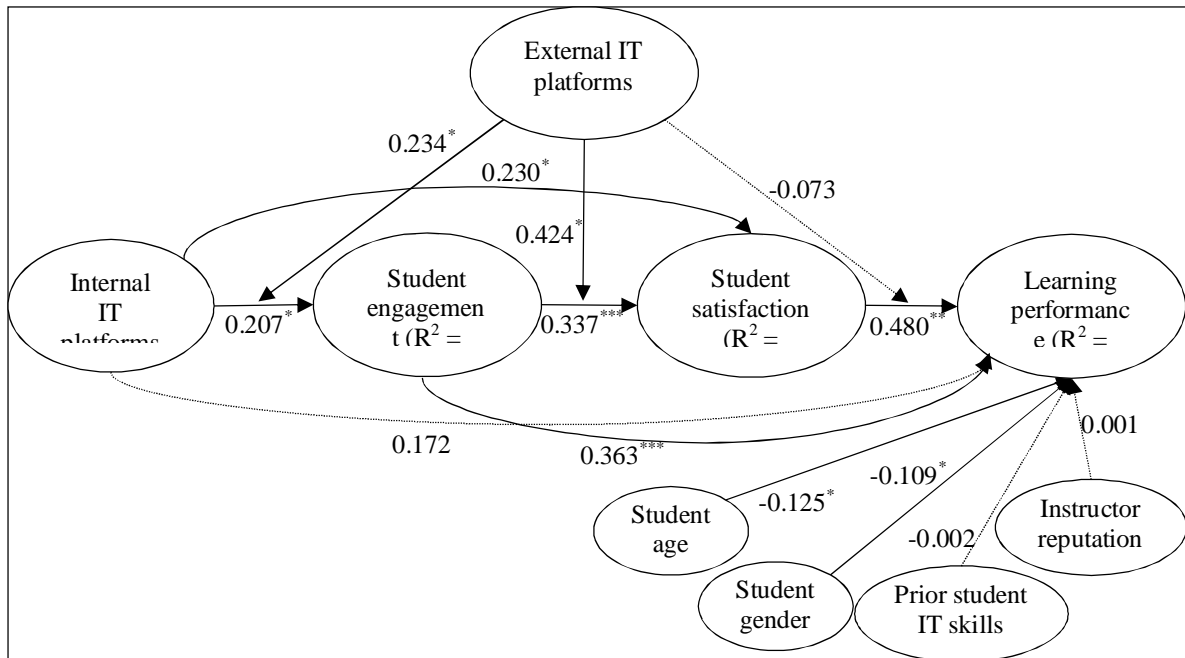 External IT
platforms
0.234*
0.230*
-0.073
0.424*
Internal
IT
platforms
Student
engagemen
t (R² =
Student
satisfaction
(R² =
Learning
performanc
e (R² =
0.207*
0.337***
0.480**
0.172
0.363***
0.001
-0.109*
-0.125*
-0.002
Student
age
Instructor
reputation
Student
gender
Prior student
IT skills